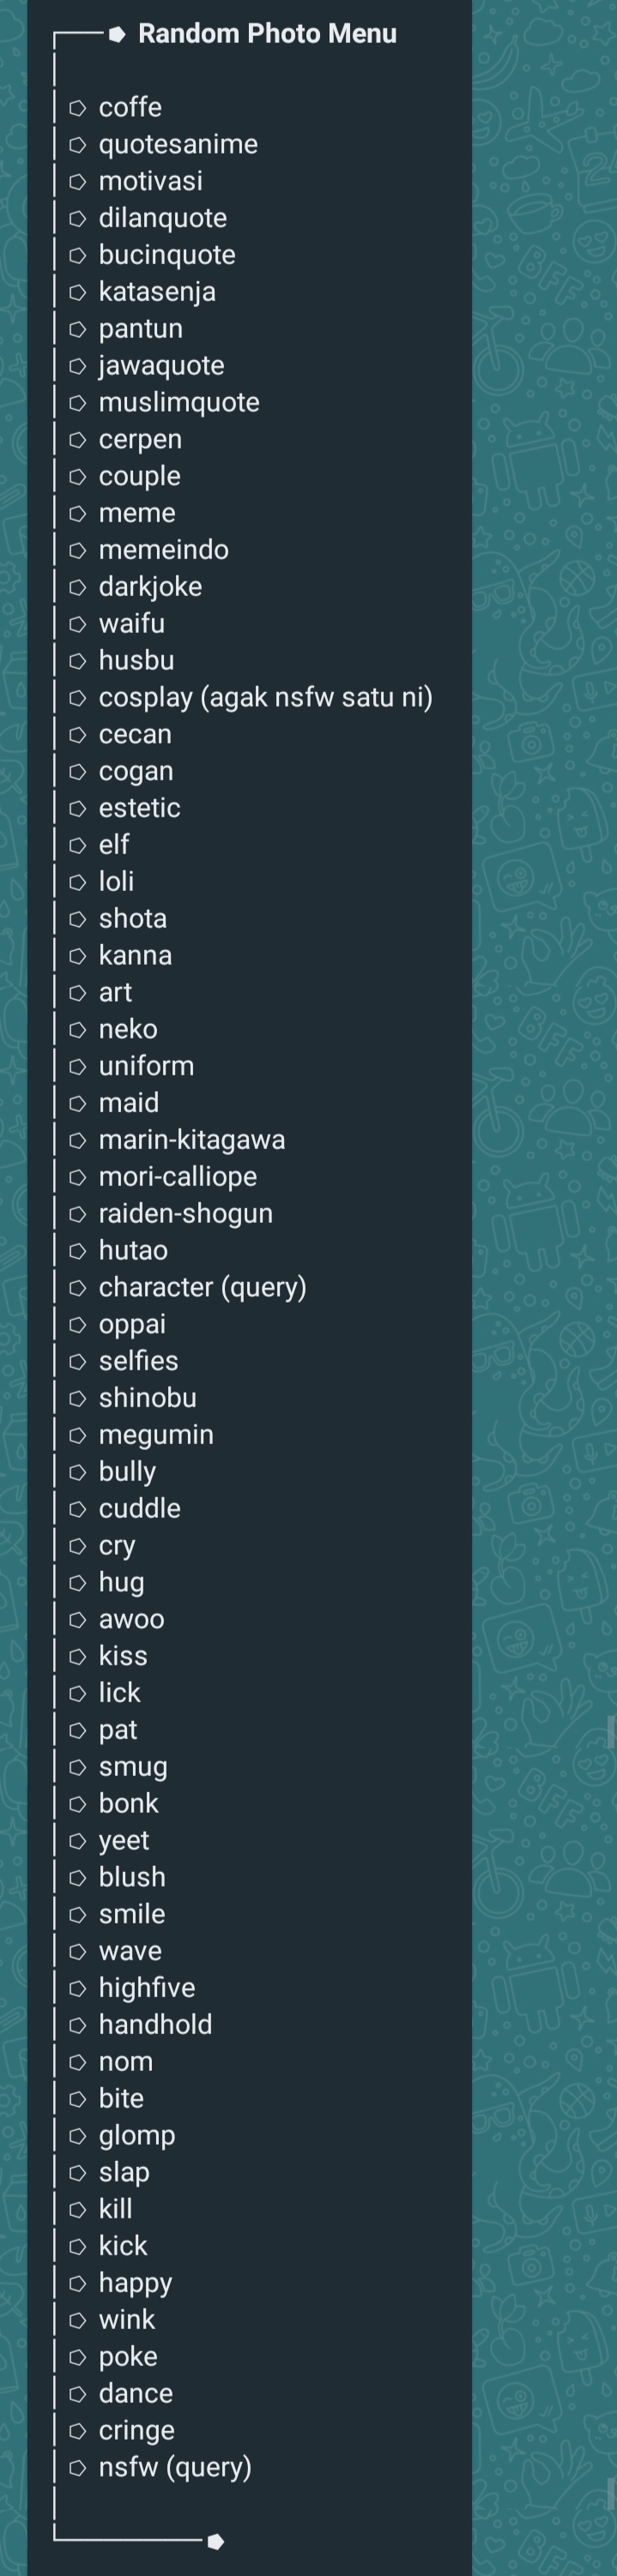 Random Photo Menu
coffe
quotesanime
motivasi
dilanquote
bucinquote
katasenja
pantun
jawaquote
muslimquote
cerpen
couple
meme
memeindo
darkjoke
waifu
husbu
cosplay (agak nsfw satu ni)
cecan
cogan
estetic
elf
loli
shota
kanna
art
neko
uniform
maid
marin-kitagawa
mori-calliope
raiden-shogun
hutao
character (query)
oppai
selfies
shinobu
megumin
bully
cuddle
cry
hug
awoo
kiss
lick
pat
smug
bonk
yeet
blush
smile
wave
highfive
handhold
nom
bite
glomp
slap
kill
kick
happy
wink
poke
dance
cringe
nsfw (query)